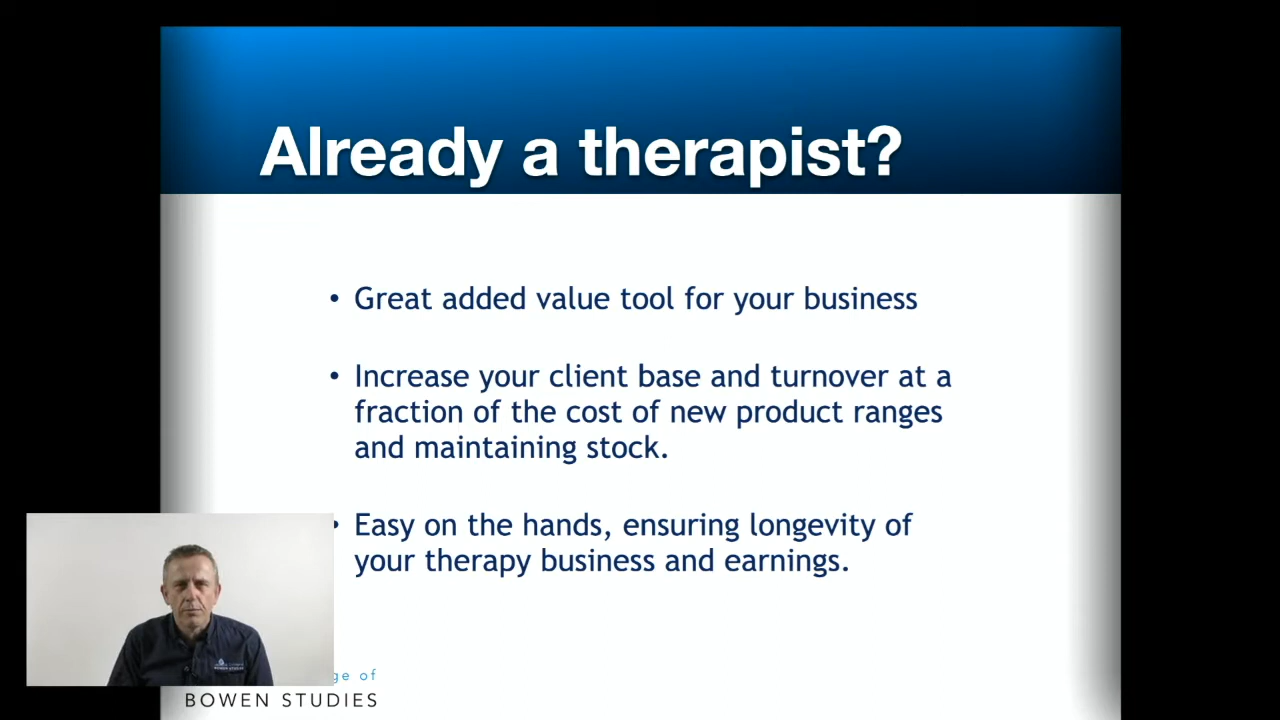 Already a therapist?
• Great added value tool for your business
• Increase your client base and turnover at a
fraction of the cost of new product ranges
and maintaining stock.
• Easy on the hands, ensuring longevity of
your therapy business and earnings.
ge of
BOWEN STUDIES